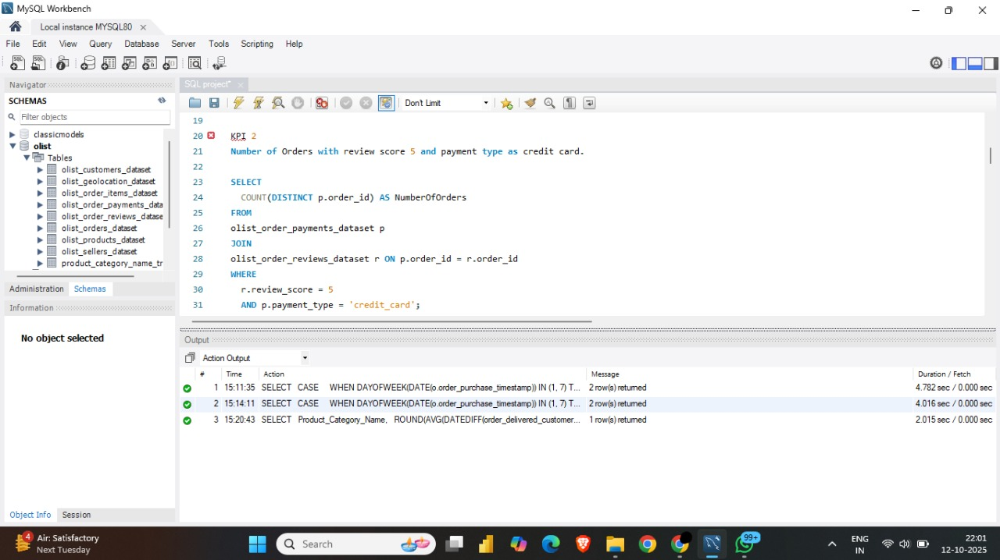 MySQL Workbench
Local instance MYSQL80
File Edit View Query Database Server Tools Scripting Help
Navigator
SCHEMAS
Filter objects
classicmodels
olist
Tables
olist_customers_dataset
olist_geolocation_dataset
olist_order_items_dataset
olist_order_payments_data
olist_order_reviews_datase
olist_orders_dataset
olist_products_dataset
olist_sellers_dataset
product_category_name_tr
Administration Schemas
Information
No object selected
Object Info Session
SQL project*
Don't Limit
19
20 KPI 2
21 Number of Orders with review score 5 and payment type as credit card.
22
23 SELECT
24 COUNT(DISTINCT p.order_id) AS NumberOfOrders
25 FROM
26 olist_order_payments_dataset p
27 JOIN
28 olist_order_reviews_dataset r ON p.order_id = r.order_id
29 WHERE
30 r.review_score = 5
31 AND p.payment_type = 'credit_card';
Output
Action Output
# Time Action Message Duration / Fetch
1 15:11:35 SELECT CASE WHEN DAYOFWEEK(DATE(o.order_purchase_timestamp)) IN (1, 7) T... 2 row(s) returned 4.782 sec / 0.000 sec
2 15:14:11 SELECT CASE WHEN DAYOFWEEK(DATE(o.order_purchase_timestamp)) IN (1, 7) T... 2 row(s) returned 4.016 sec / 0.000 sec
3 15:20:43 SELECT Product_Category_Name, ROUND(AVG(DATEDIFF(order_delivered_customer... 1 row(s) returned 2.015 sec / 0.000 sec
4
Air: Satisfactory
Next Tuesday
Search
99+
ENG
IN
22:01
12-10-2025